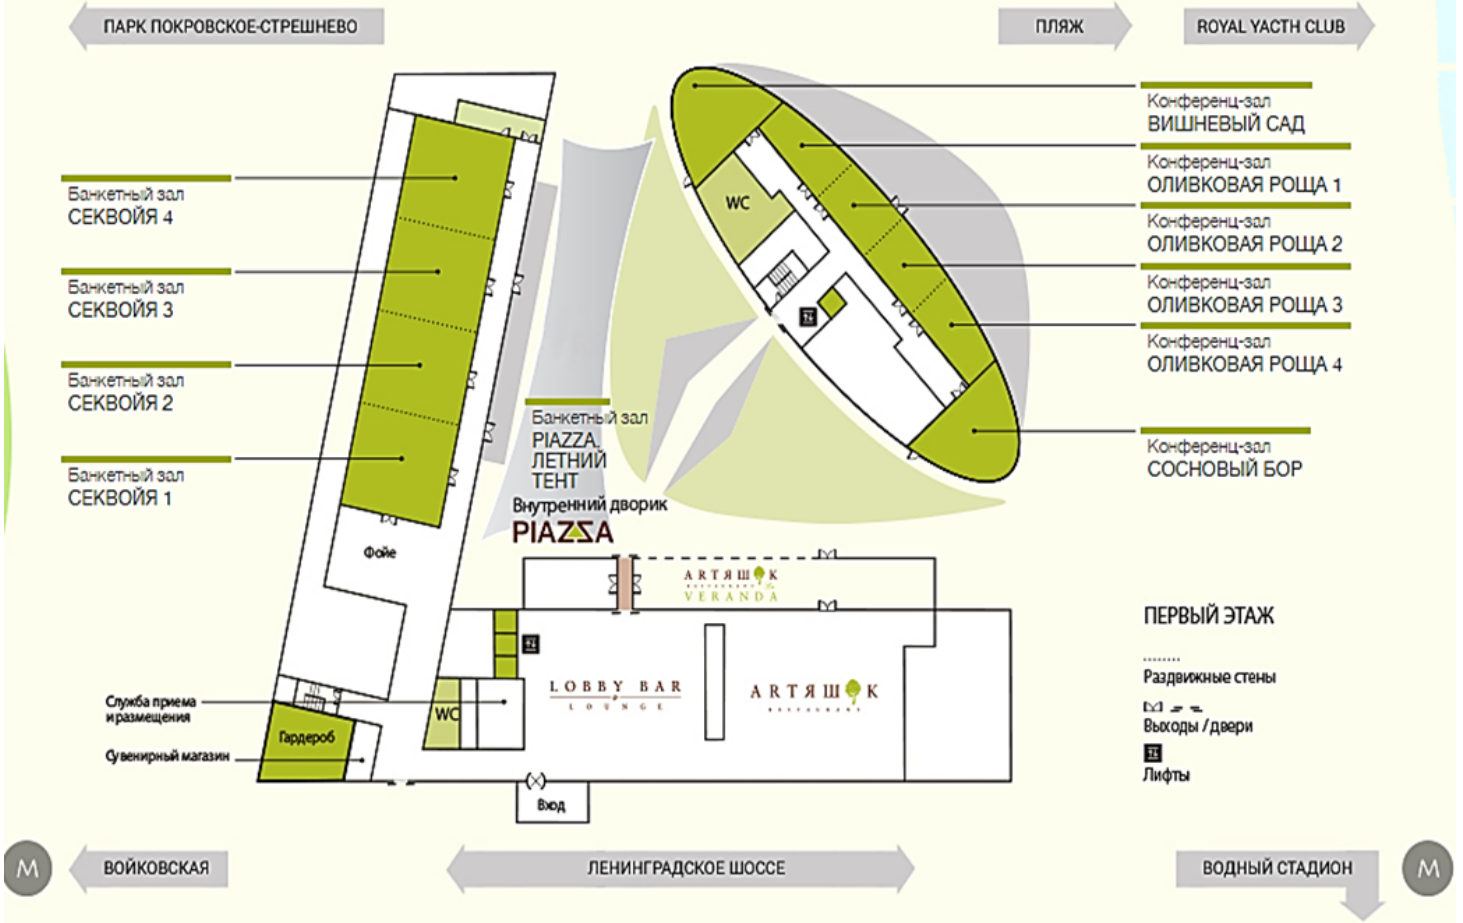 ПАРК ПОКРОВСКОЕ-СТРЕШНЕВО
ПЛЯЖ
ROYAL YACTH CLUB
Банкетный зал
СЕКВОЙЯ 4
Банкетный зал
СЕКВОЙЯ 3
Банкетный зал
СЕКВОЙЯ 2
Банкетный зал
СЕКВОЙЯ 1
Конференц-зал
ВИШНЕВЫЙ САД
Конференц-зал
ОЛИВКОВАЯ РОЩА 1
Конференц-зал
ОЛИВКОВАЯ РОЩА 2
Конференц-зал
ОЛИВКОВАЯ РОЩА 3
Конференц-зал
ОЛИВКОВАЯ РОЩА 4
Конференц-зал
СОСНОВЫЙ БОР
WC
Банкетный зал
PIAZZA,
ЛЕТНИЙ
ТЕНТ
Внутренний дворик
PIAZZA
Фойе
ARTЯШОК
RESTAURANT
VERANDA
LOBBY BAR
LOUNGE
ARTЯШОК
RESTAURANT
WC
Служба приема
и размещения
Гардероб
Сувенирный магазин
Вход
ПЕРВЫЙ ЭТАЖ
Раздвижные стены
Выходы / двери
Лифты
М
ВОЙКОВСКАЯ
ЛЕНИНГРАДСКОЕ ШОССЕ
ВОДНЫЙ СТАДИОН
М